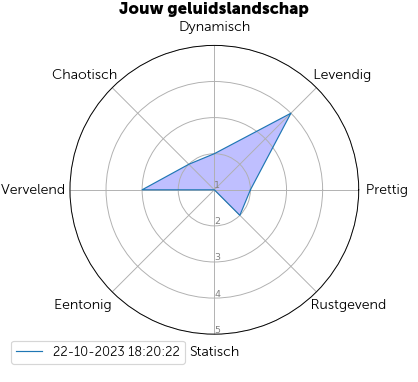 Jouw geluidslandschap
Dynamisch
Chaotisch
Levendig
Vervelend
1
Prettig
2
3
4
5
Eentonig
Rustgevend
22-10-2023 18:20:22
Statisch